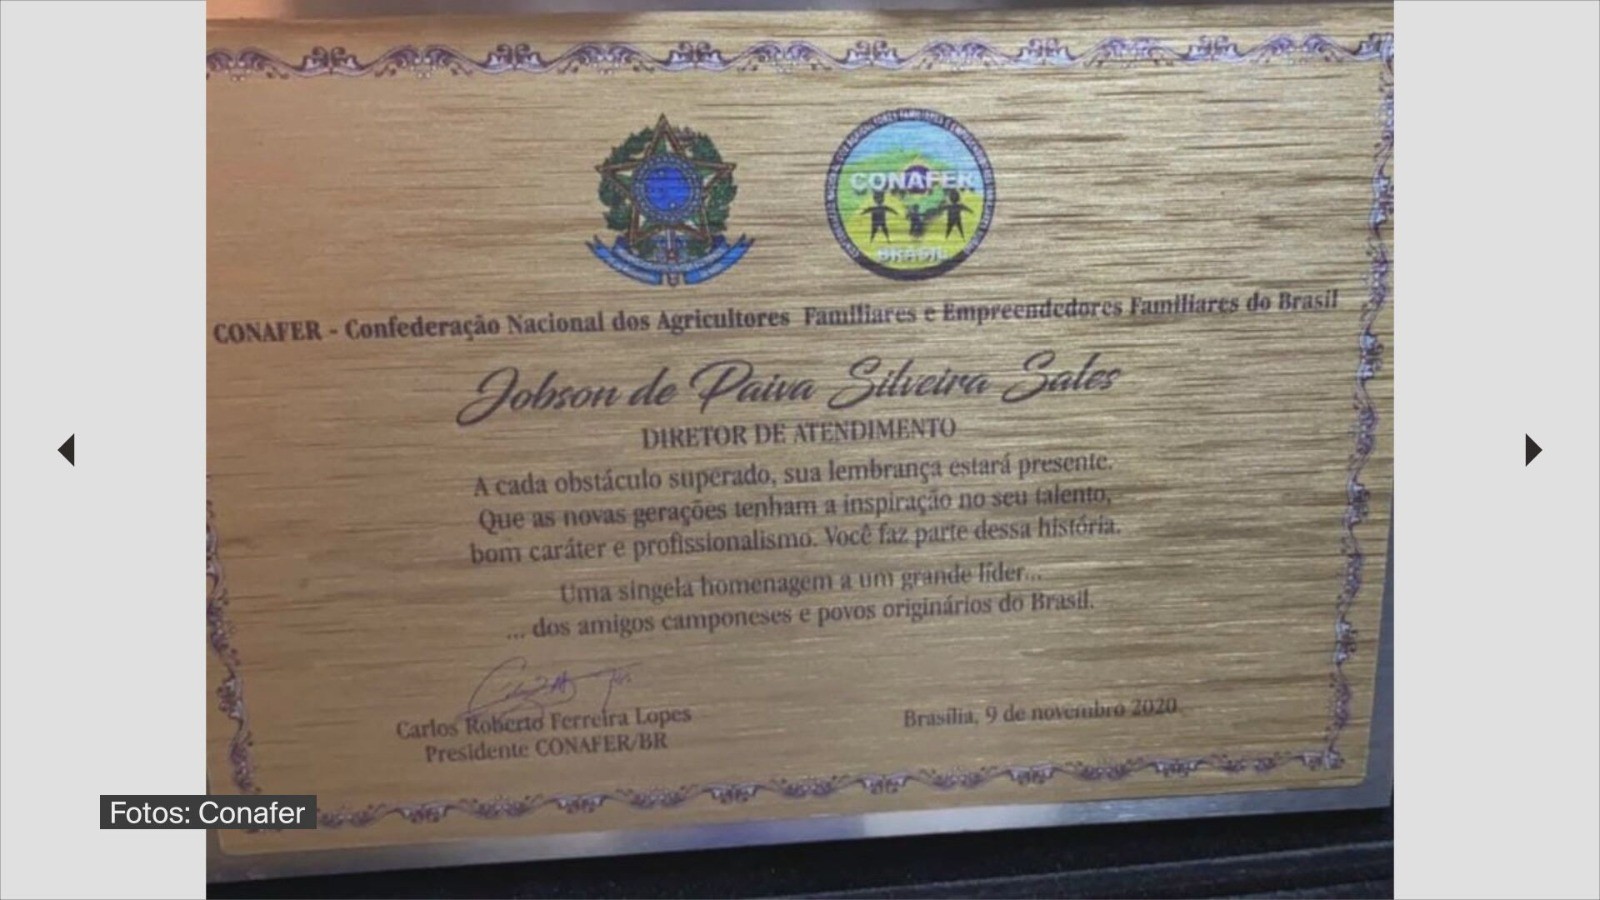 CONAFER
BRASIL
CONAFER - Confederação Nacional dos Agricultores Familiares e Empreendedores Familiares do Brasil
Jobson de Paiva Silveira Sales
DIRETOR DE ATENDIMENTO
A cada obstáculo superado, sua lembrança estará presente.
Que as novas gerações tenham a inspiração no seu talento,
bom caráter e profissionalismo. Você faz parte dessa história.
Uma singela homenagem a um grande líder...
... dos amigos camponeses e povos originários do Brasil.
Carlos Roberto Ferreira Lopes
Presidente CONAFER/BR
Brasília, 9 de novembro 2020
Fotos: Conafer